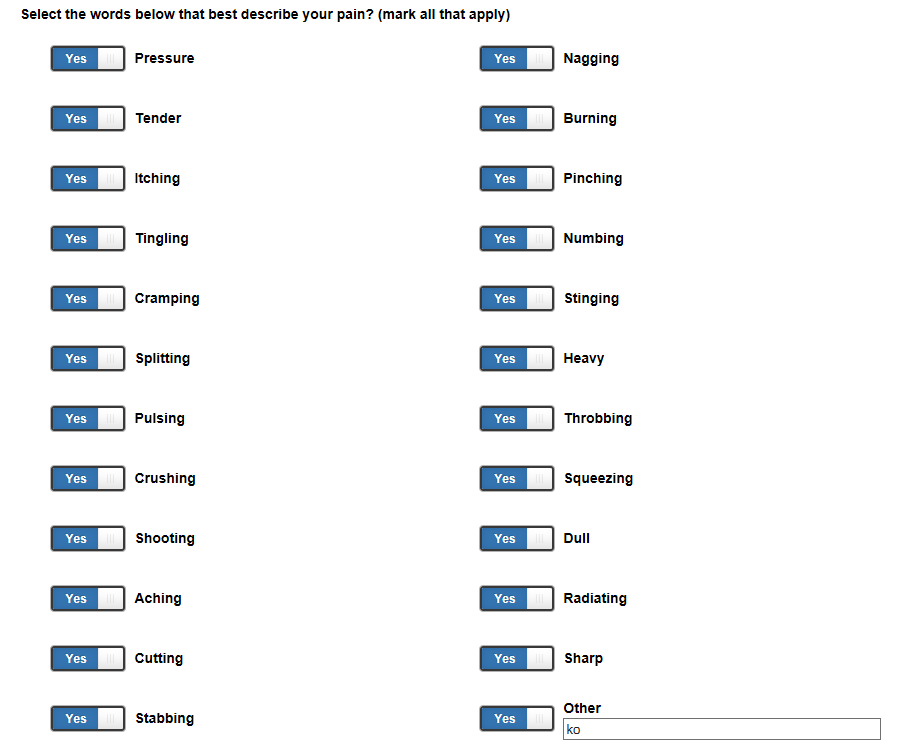 Select the words below that best describe your pain? (mark all that apply)
Yes Pressure Yes Nagging
Yes Tender Yes Burning
Yes Itching Yes Pinching
Yes Tingling Yes Numbing
Yes Cramping Yes Stinging
Yes Splitting Yes Heavy
Yes Pulsing Yes Throbbing
Yes Crushing Yes Squeezing
Yes Shooting Yes Dull
Yes Aching Yes Radiating
Yes Cutting Yes Sharp
Yes Stabbing Yes Other
ko